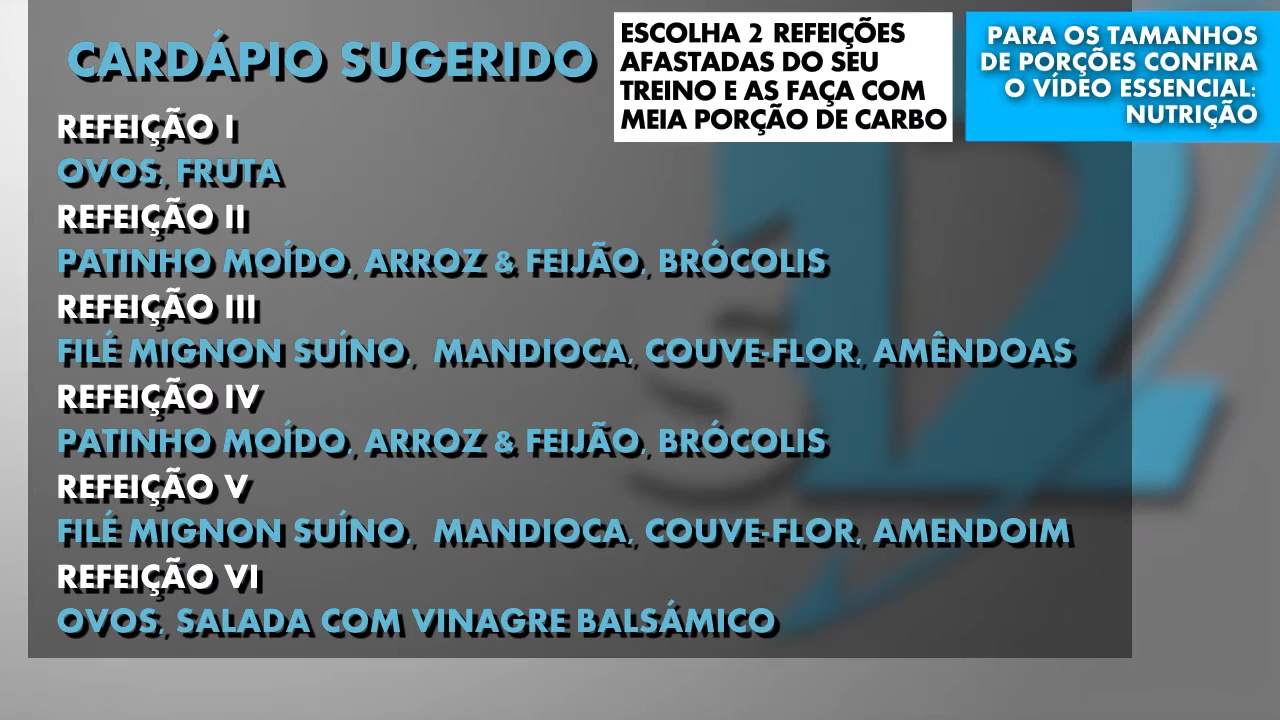 CARDÁPIO SUGERIDO
ESCOLHA 2 REFEIÇÕES
AFASTADAS DO SEU
TREINO E AS FAÇA COM
MEIA PORÇÃO DE CARBO
PARA OS TAMANHOS
DE PORÇÕES CONFIRA
O VÍDEO ESSENCIAL:
NUTRIÇÃO
REFEIÇÃO I
OVOS, FRUTA
REFEIÇÃO II
PATINHO MOÍDO, ARROZ & FEIJÃO, BRÓCOLIS
REFEIÇÃO III
FILÉ MIGNON SUÍNO, MANDIOCA, COUVE-FLOR, AMÊNDOAS
REFEIÇÃO IV
PATINHO MOÍDO, ARROZ & FEIJÃO, BRÓCOLIS
REFEIÇÃO V
FILÉ MIGNON SUÍNO, MANDIOCA, COUVE-FLOR, AMENDOIM
REFEIÇÃO VI
OVOS, SALADA COM VINAGRE BALSÁMICO